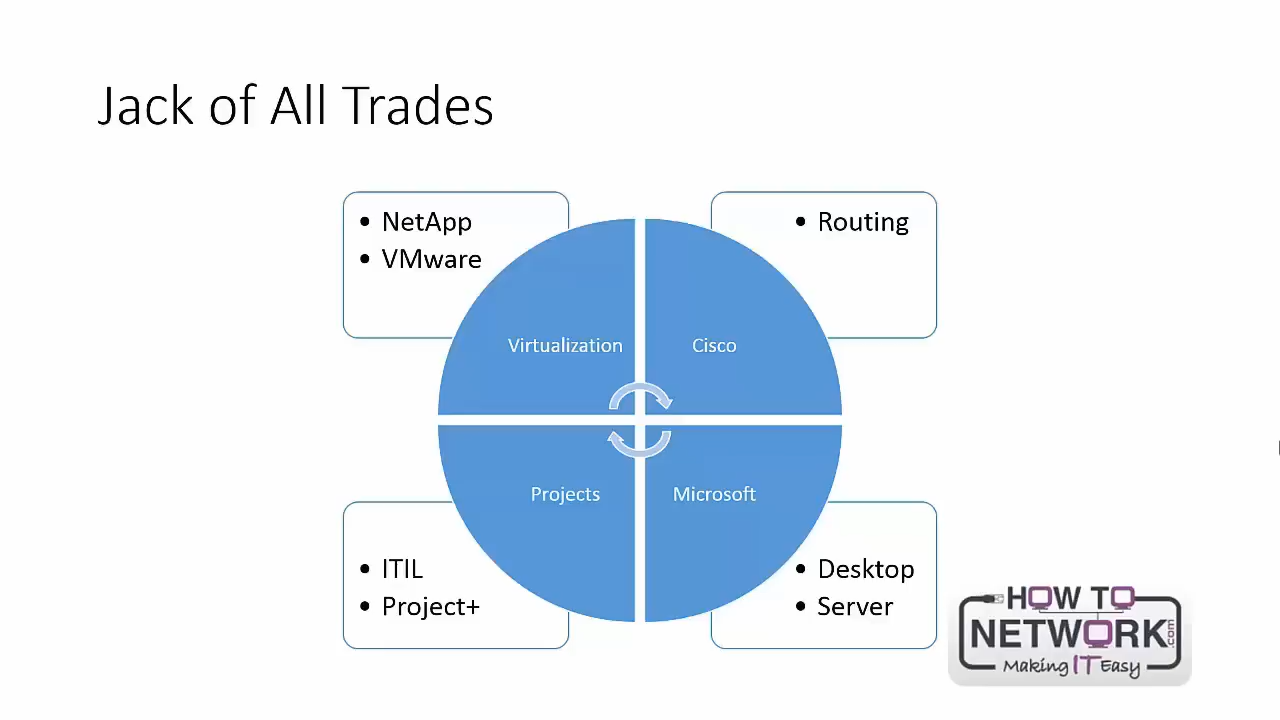 Jack of All Trades
• NetApp
• VMware
• Routing
Virtualization
Cisco
Projects
Microsoft
• ITIL
• Project+
• Desktop
• Server
HOW TO
NETWORK.com
Making IT Easy